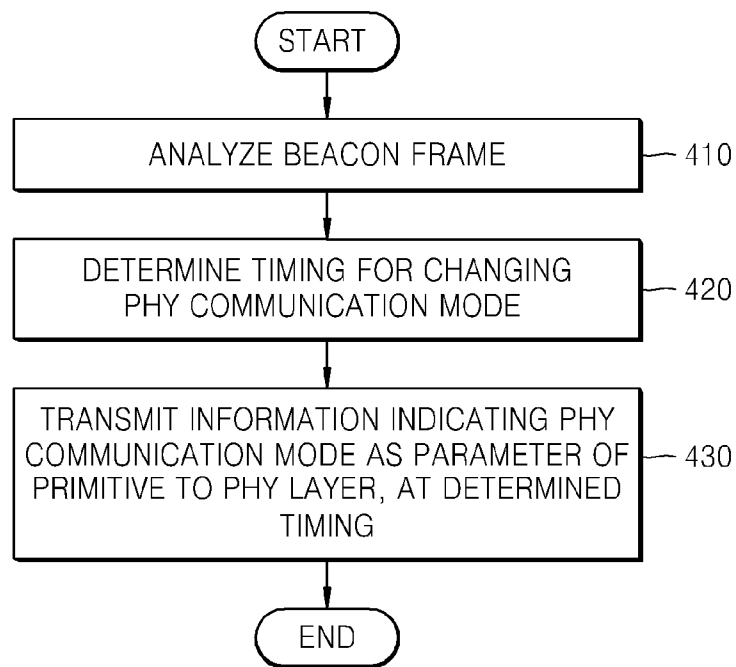 START
ANALYZE BEACON FRAME
410
DETERMINE TIMING FOR CHANGING
PHY COMMUNICATION MODE
420
TRANSMIT INFORMATION INDICATING PHY
COMMUNICATION MODE AS PARAMETER OF
PRIMITIVE TO PHY LAYER, AT DETERMINED
TIMING
430
END